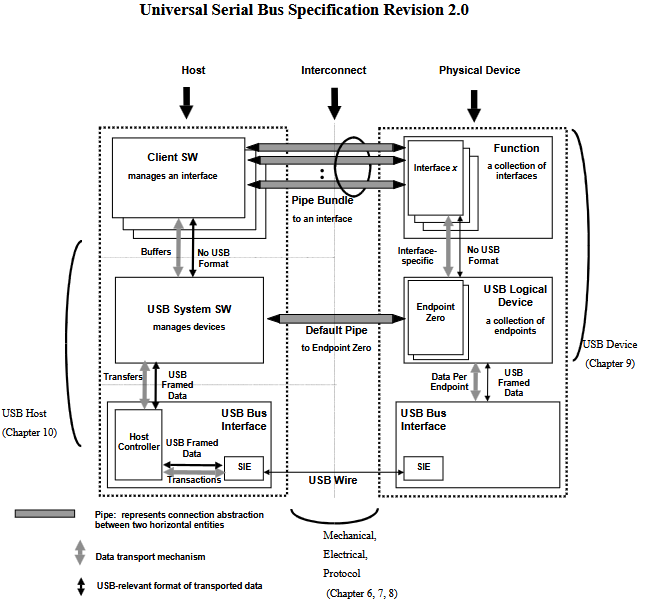 Universal Serial Bus Specification Revision 2.0
Host
Interconnect
Physical Device
Client SW
manages an interface
Pipe Bundle
to an interface
:
Interface x
Function
a collection of
interfaces
Buffers
No USB
Format
Interface-
specific
No USB
Format
USB System SW
manages devices
Default Pipe
to Endpoint Zero
Endpoint
Zero
USB Logical
Device
a collection of
endpoints
USB Device
(Chapter 9)
Transfers
USB
Framed
Data
Data Per
Endpoint
USB
Framed
Data
USB Host
(Chapter 10)
USB Bus
Interface
Host
Controller
USB Framed
Data
Transactions
SIE
USB Wire
USB Bus
Interface
SIE
Pipe: represents connection abstraction
between two horizontal entities
Data transport mechanism
USB-relevant format of transported data
Mechanical,
Electrical,
Protocol
(Chapter 6, 7, 8)